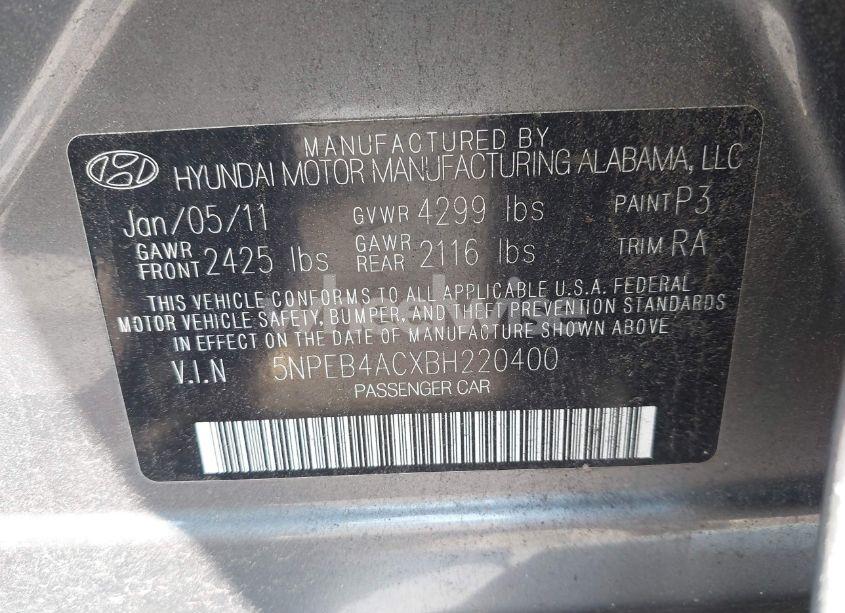 MANUFACTURED BY
HYUNDAI MOTOR MANUFACTURING ALABAMA, LLC
Jan/05/11 GVWR 4299 lbs PAINT P3
GAWR FRONT 2425 lbs GAWR REAR 2116 lbs TRIM RA
THIS VEHICLE CONFORMS TO ALL APPLICABLE U.S.A. FEDERAL
MOTOR VEHICLE SAFETY, BUMPER, AND THEFT PREVENTION STANDARDS
IN EFFECT ON THE DATE OF MANUFACTURE SHOWN ABOVE
V.I.N 5NPEB4ACXBH220400
PASSENGER CAR